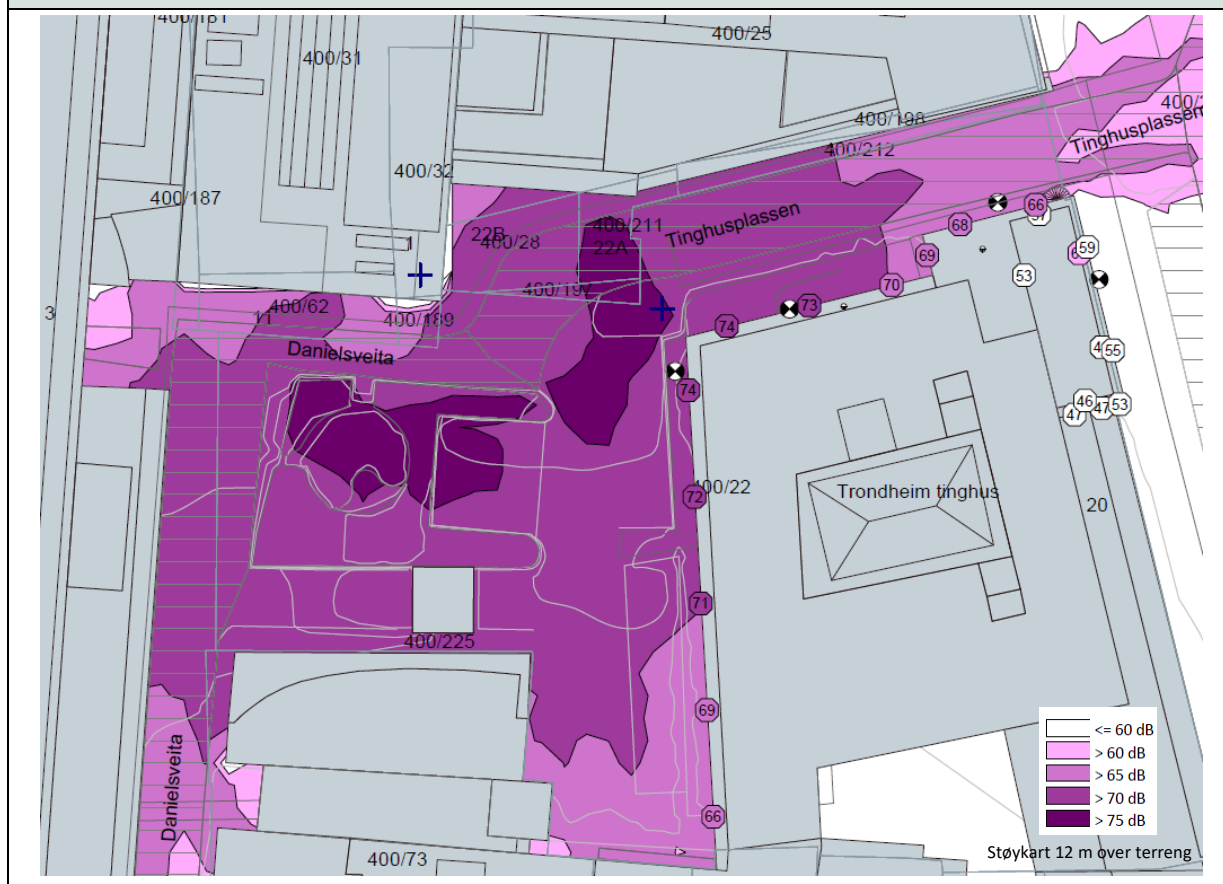 400/181
400/25
400/31
400/198
Tinghusplassen
400/212
400/32
400/187
66
400/211
Tinghusplassen
68
22B
400/28
22A
1
59
69
53
70
400/197
73
400/62
11
400/189
3
74
55
Danielsveita
74
46
47
53
47
72
400/22
Trondheim tinghus
20
71
400/225
69
<= 60 dB
> 60 dB
> 65 dB
> 70 dB
> 75 dB
Danielsveita
66
Støykart 12 m over terreng
400/73